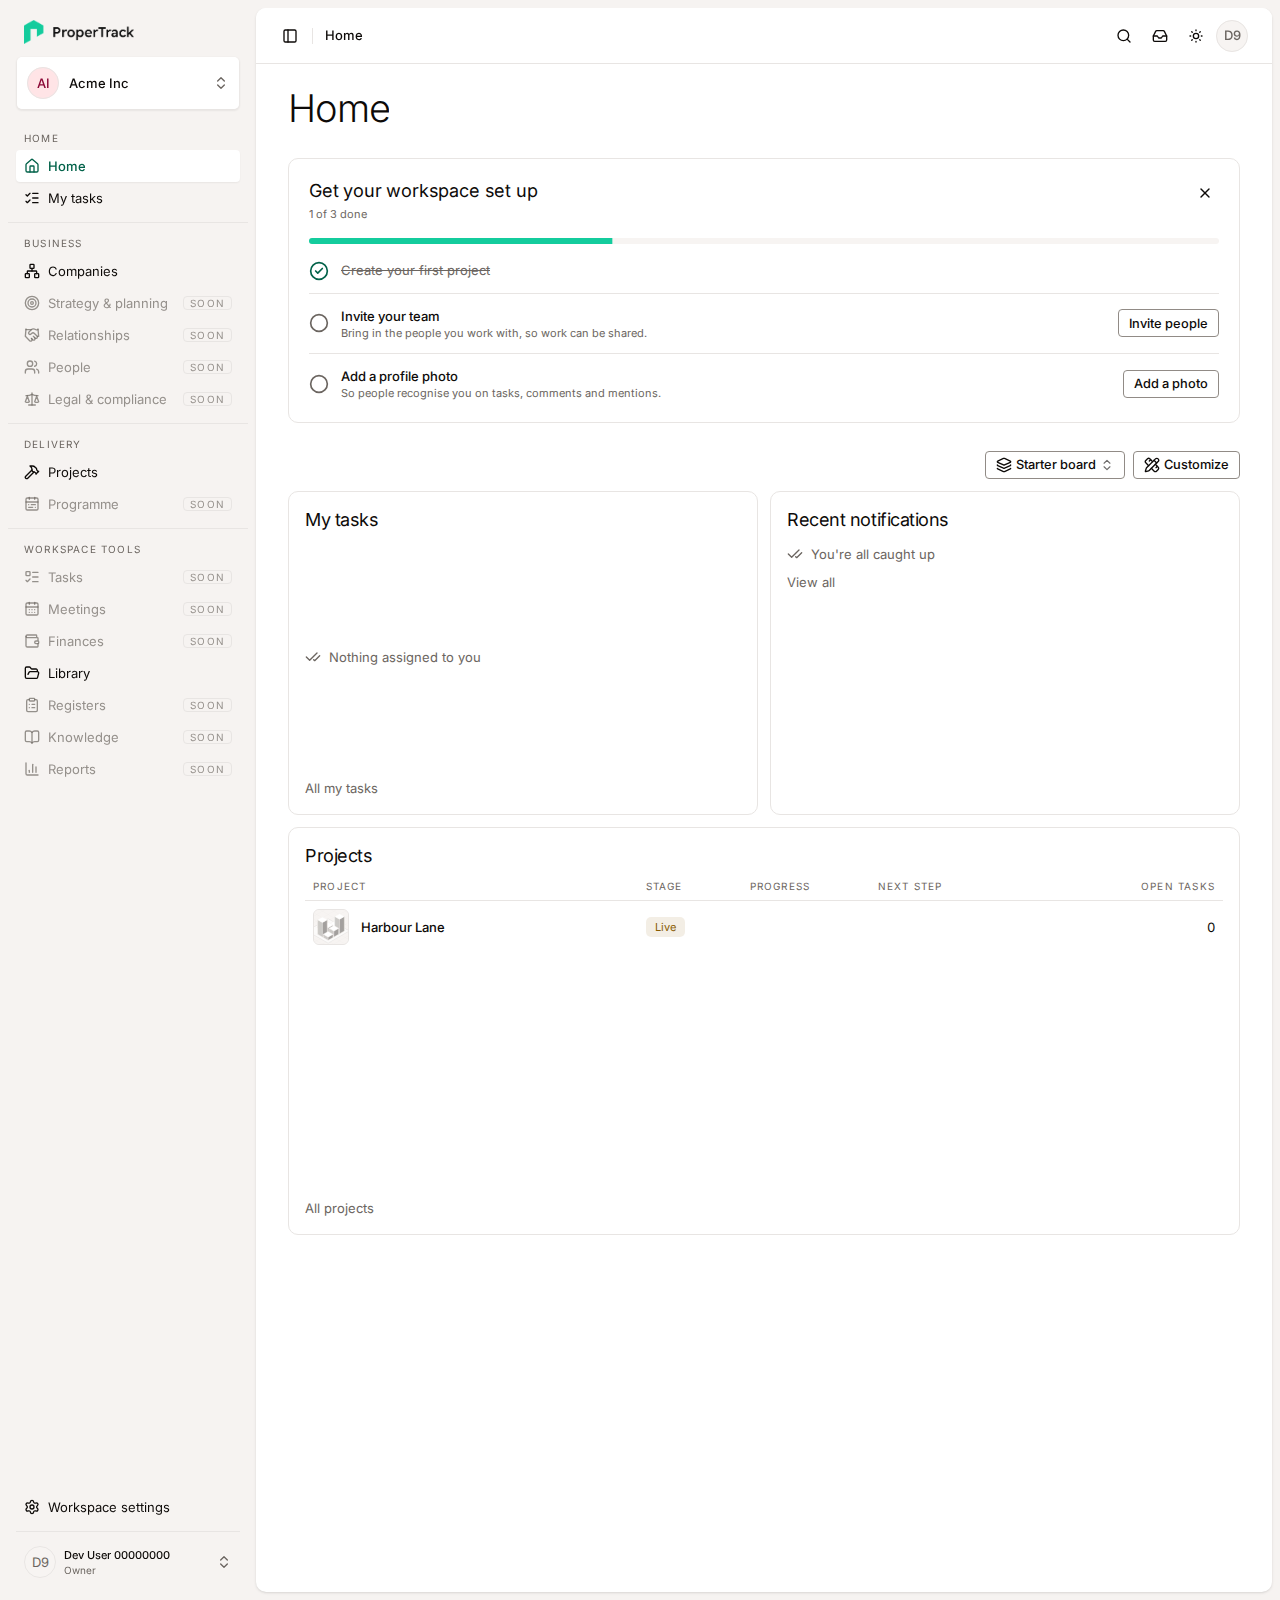 ProperTrack
AI Acme Inc
HOME
Home
My tasks
BUSINESS
Companies
Strategy & planning SOON
Relationships SOON
People SOON
Legal & compliance SOON
DELIVERY
Projects
Programme SOON
WORKSPACE TOOLS
Tasks SOON
Meetings SOON
Finances SOON
Library
Registers SOON
Knowledge SOON
Reports SOON
Workspace settings
D9 Dev User 00000000
Owner
Home D9
Home
Get your workspace set up
1 of 3 done
Create your first project
Invite your team
Bring in the people you work with, so work can be shared.
Invite people
Add a profile photo
So people recognise you on tasks, comments and mentions.
Add a photo
Starter board Customize
My tasks
Nothing assigned to you
All my tasks
Recent notifications
You're all caught up
View all
Projects
PROJECT STAGE PROGRESS NEXT STEP OPEN TASKS
Harbour Lane Live 0
All projects